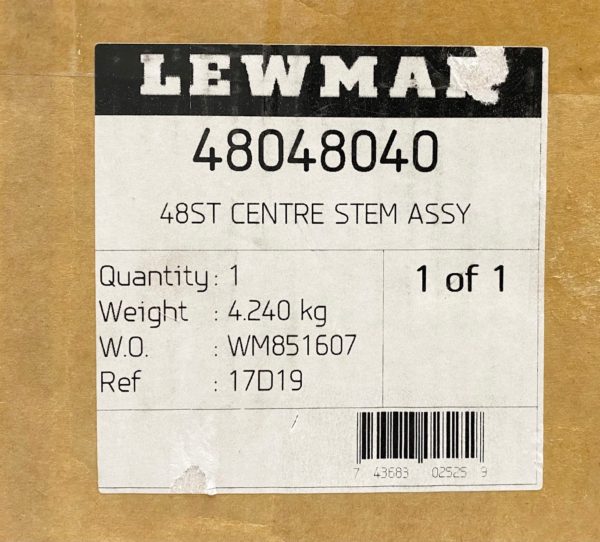 LEWMAR
48048040
48ST CENTRE STEM ASSY
Quantity : 1
Weight : 4.240 kg
W.O. : WM851607
Ref : 17D19
1 of 1
7 43683 02525 9